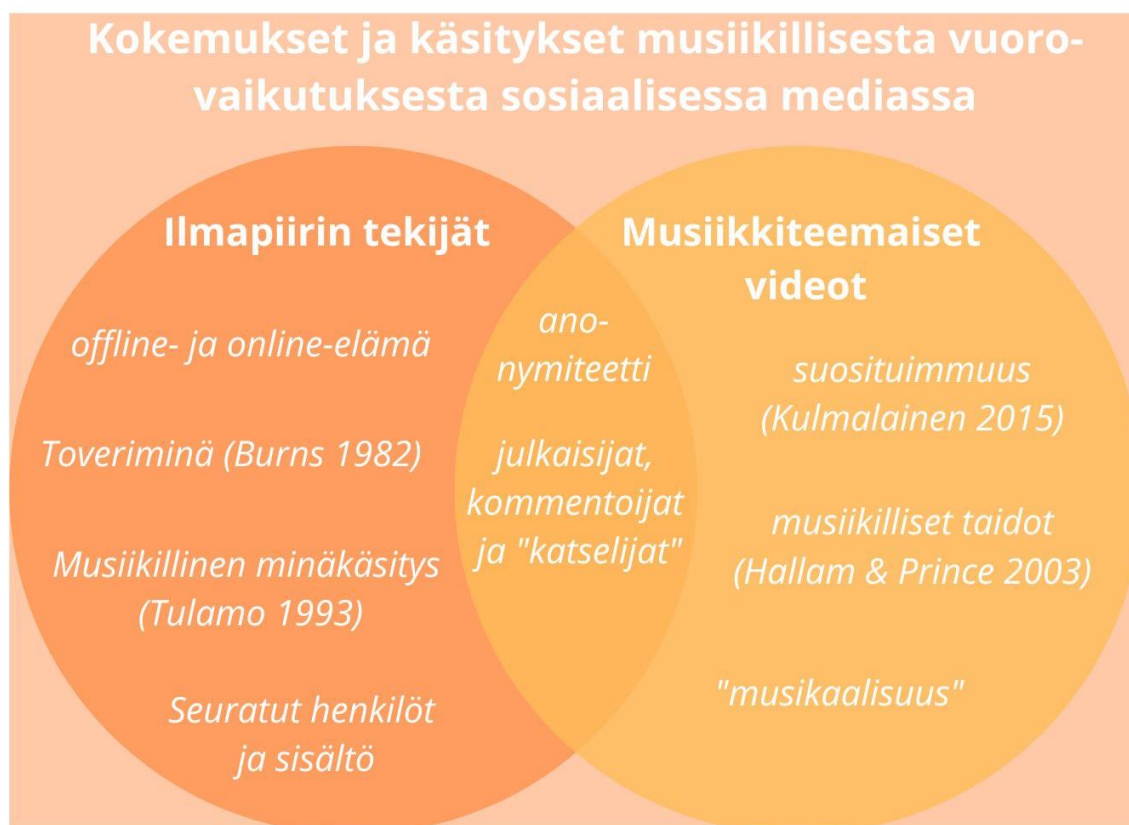 Kokemukset ja käsitykset musiikillisesta vuoro-
vaikutuksesta sosiaalisessa mediassa
Ilmapiirin tekijät
offline- ja online-elämä
Toveriminä (Burns 1982)
Musiikillinen minäkäsitys
(Tulamo 1993)
Seuratut henkilöt
ja sisältö
ano-
nymiteetti
julkaisijat,
kommentoijat
ja "katselijat"
Musiikkiteemaiset
videot
suosituimmuus
(Kulmalainen 2015)
musiikilliset taidot
(Hallam & Prince 2003)
"musikaalisuus"